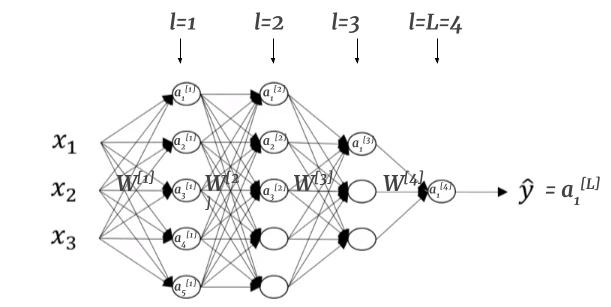 l=1 l=2 l=3 l=L=4
a₁[1] a₁[2]
x₁ a₂[1] a₂[2] a₁[3]
x₂ W[1] a₃[1] W[2] a₃[2] W[3] W[4] a₁[4] ŷ = a₁[L]
x₃ a₄[1]
a₅[1]